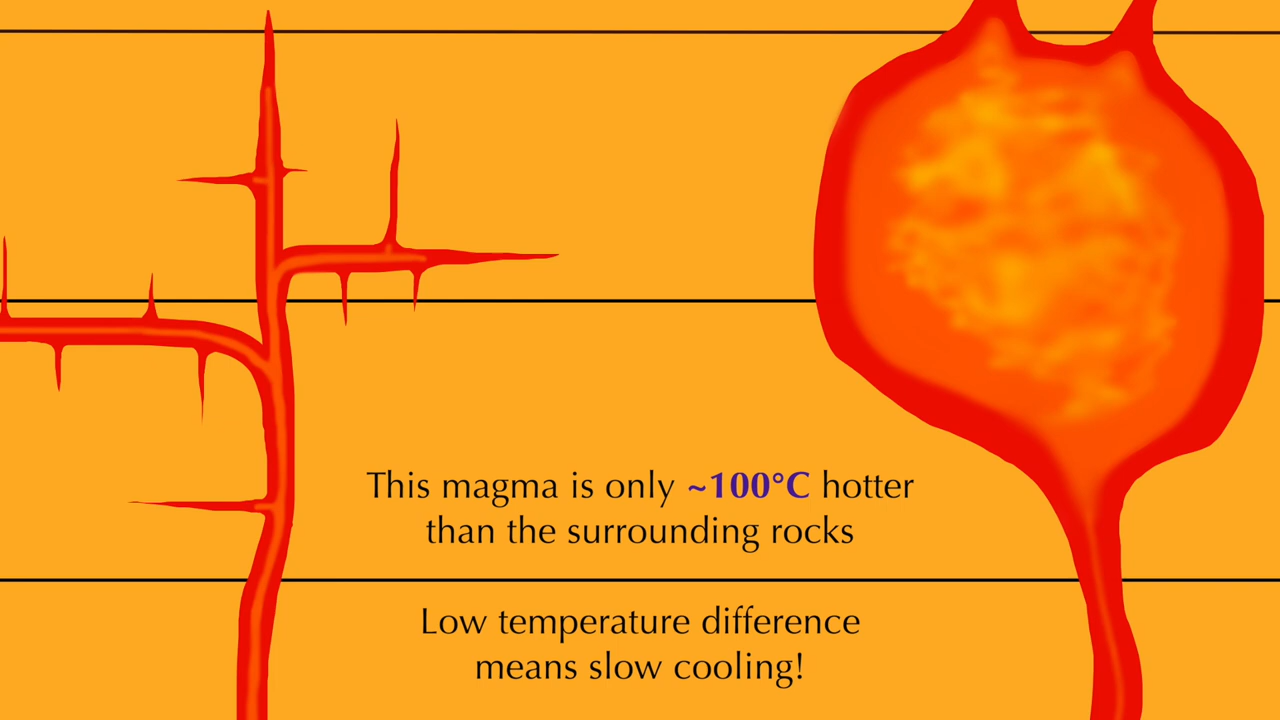 This magma is only ~100°C hotter
than the surrounding rocks
Low temperature difference
means slow cooling!